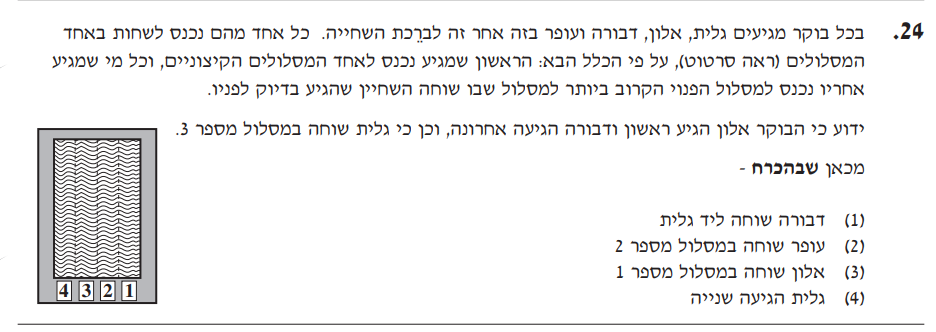 24. בכל בוקר מגיעים גלית, אלון, דבורה ועופר בזה אחר זה לברֵכת השחייה. כל אחד מהם נכנס לשחות באחד
המסלולים (ראה סרטוט), על פי הכלל הבא: הראשון שמגיע נכנס לאחד המסלולים הקיצוניים, וכל מי שמגיע
אחריו נכנס למסלול הפנוי הקרוב ביותר למסלול שבו שוחה השחיין שהגיע בדיוק לפניו.
ידוע כי הבוקר אלון הגיע ראשון ודבורה הגיעה אחרונה, וכן כי גלית שוחה במסלול מספר 3.
מכאן שבהכרח -
(1) דבורה שוחה ליד גלית
(2) עופר שוחה במסלול מספר 2
(3) אלון שוחה במסלול מספר 1
(4) גלית הגיעה שנייה
4 3 2 1